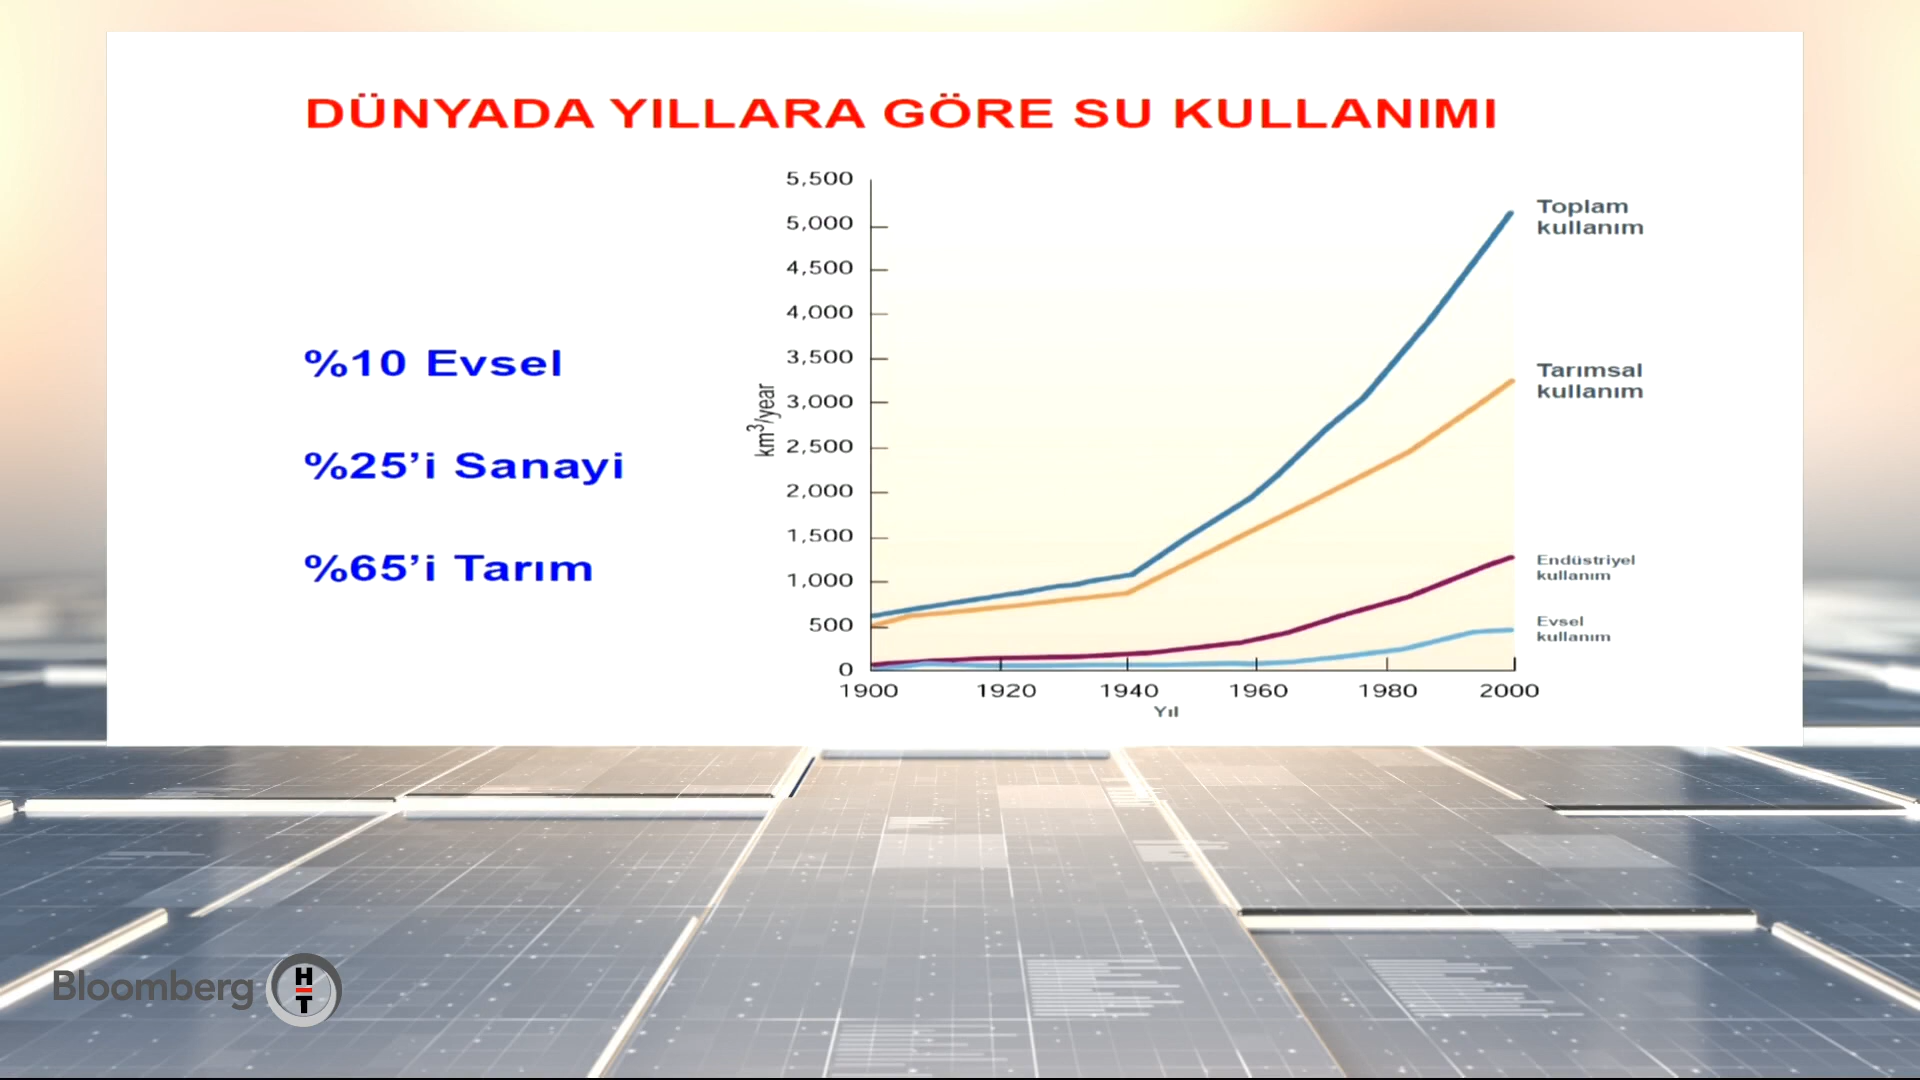 DÜNYADA YILLARA GÖRE SU KULLANIMI
%10 Evsel
%25'i Sanayi
%65'i Tarım
km³/year
5,500
5,000
4,500
4,000
3,500
3,000
2,500
2,000
1,500
1,000
500
0
1900 1920 1940 1960 1980 2000
Yıl
Toplam
kullanım
Tarımsal
kullanım
Endüstriyel
kullanım
Evsel
kullanım
Bloomberg HT